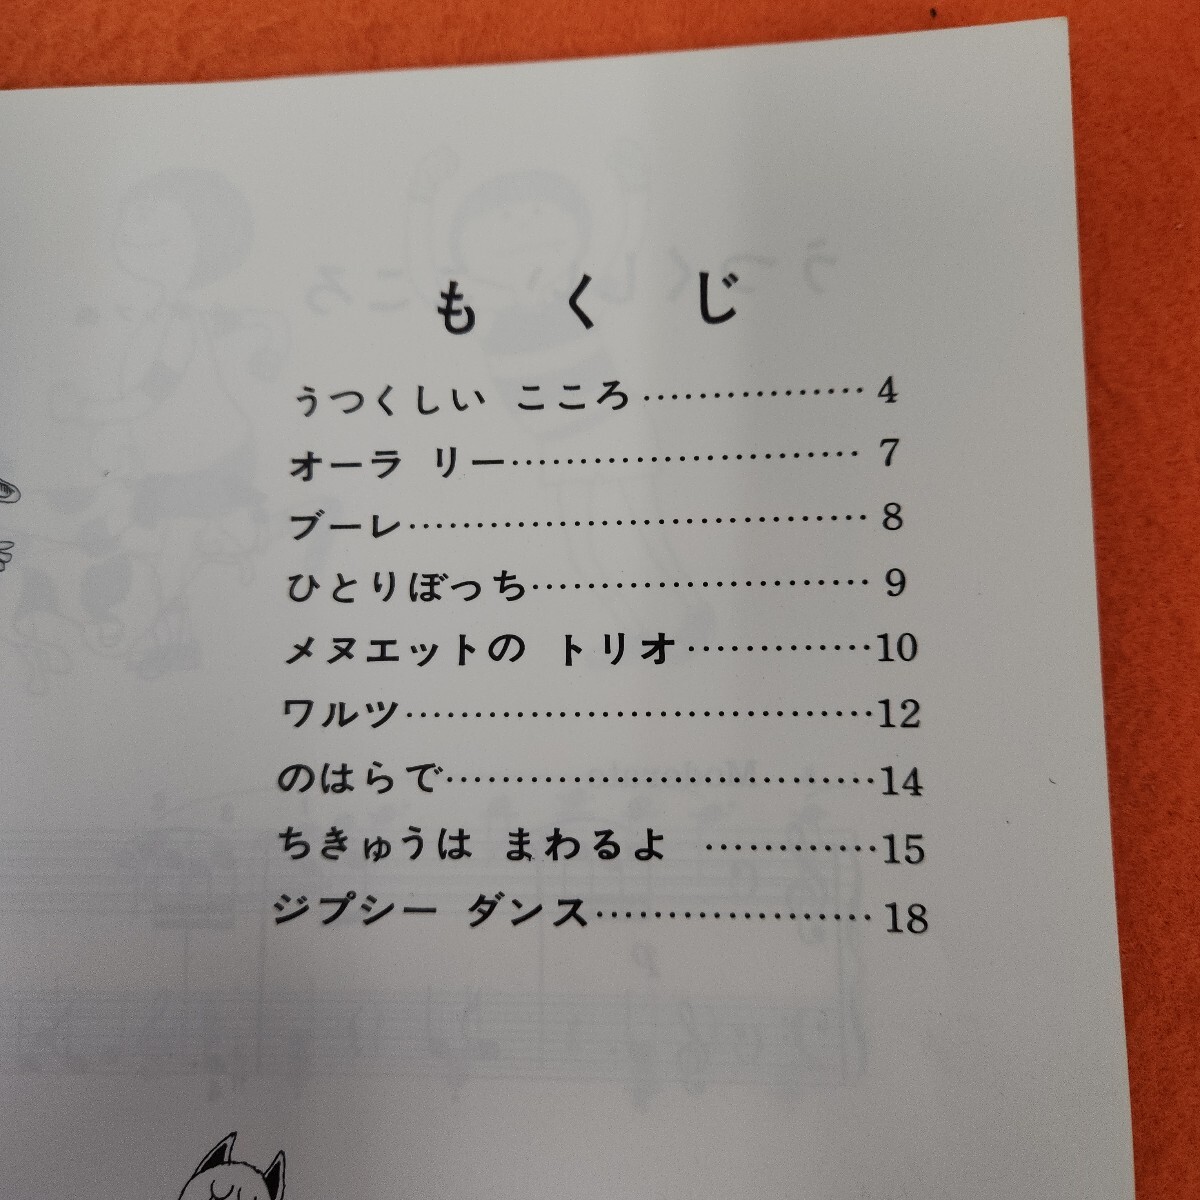 もくじ
うつくしい こころ……………… 4
オーラ リー……………………… 7
ブーレ…………………………… 8
ひとりぼっち…………………… 9
メヌエットの トリオ……………10
ワルツ……………………………12
のはらで…………………………14
ちきゅうは まわるよ …………15
ジプシー ダンス………………… 18